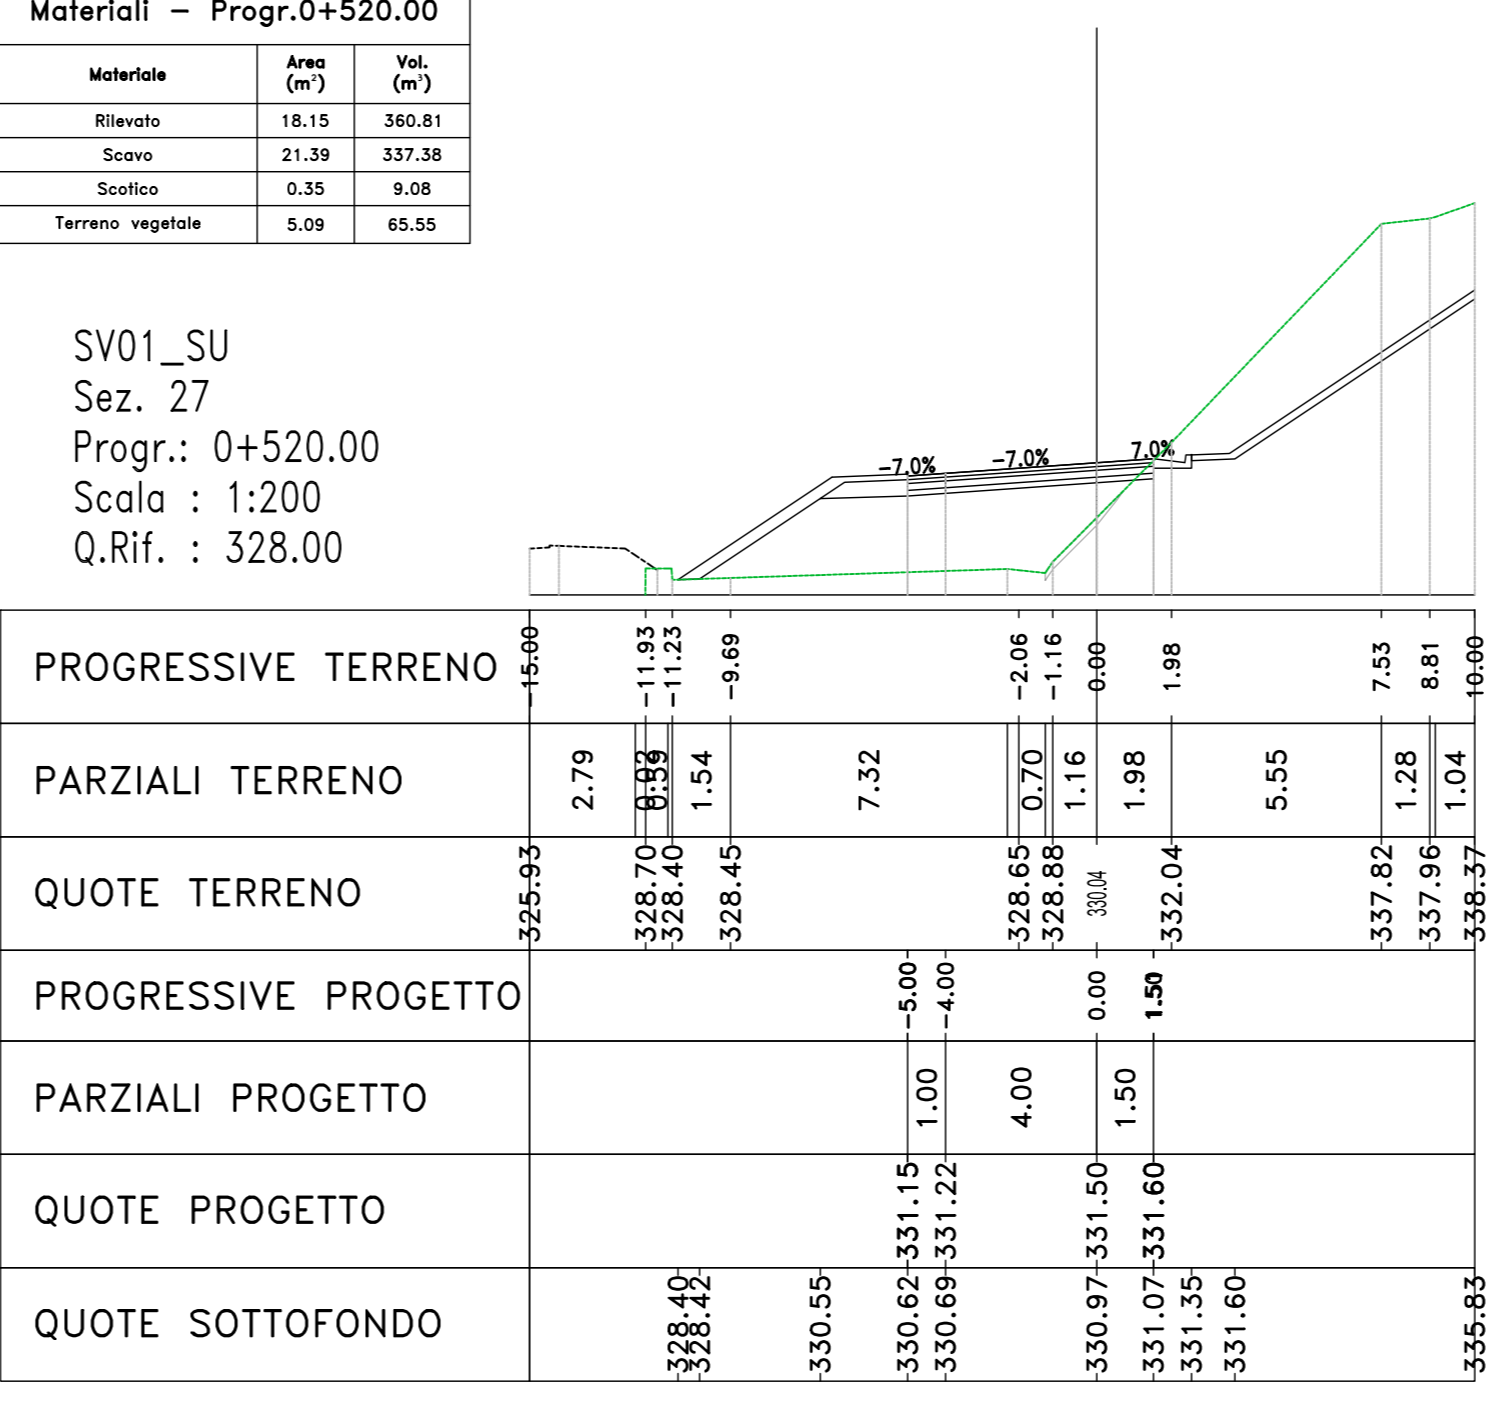 Materiali – Progr.0+520.00
Materiale Area (m²) Vol. (m³)
Rilevato 18.15 360.81
Scavo 21.39 337.38
Scotico 0.35 9.08
Terreno vegetale 5.09 65.55
SV01_SU
Sez. 27
Progr.: 0+520.00
Scala : 1:200
Q.Rif. : 328.00
-7.0% -7.0% 7.0%
PROGRESSIVE TERRENO -15.00 -11.93 -11.23 -9.69 -2.06 -1.16 0.00 1.98 7.53 8.81 10.00
PARZIALI TERRENO 2.79 0.59 1.54 7.32 0.70 1.16 1.98 5.55 1.28 1.04
QUOTE TERRENO 325.93 328.70 328.40 328.45 328.65 328.88 330.04 332.04 337.82 337.96 338.37
PROGRESSIVE PROGETTO -5.00 -4.00 0.00 1.50
PARZIALI PROGETTO 1.00 4.00 1.50
QUOTE PROGETTO 331.15 331.22 331.50 331.60
QUOTE SOTTOFONDO 328.40 328.42 330.55 330.62 330.69 330.97 331.07 331.35 331.60 335.83